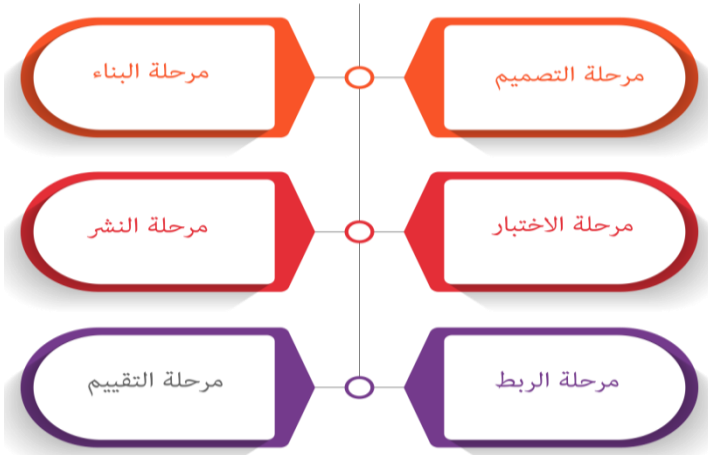 مرحلة التصميم
مرحلة البناء
مرحلة الاختبار
مرحلة النشر
مرحلة الربط
مرحلة التقييم